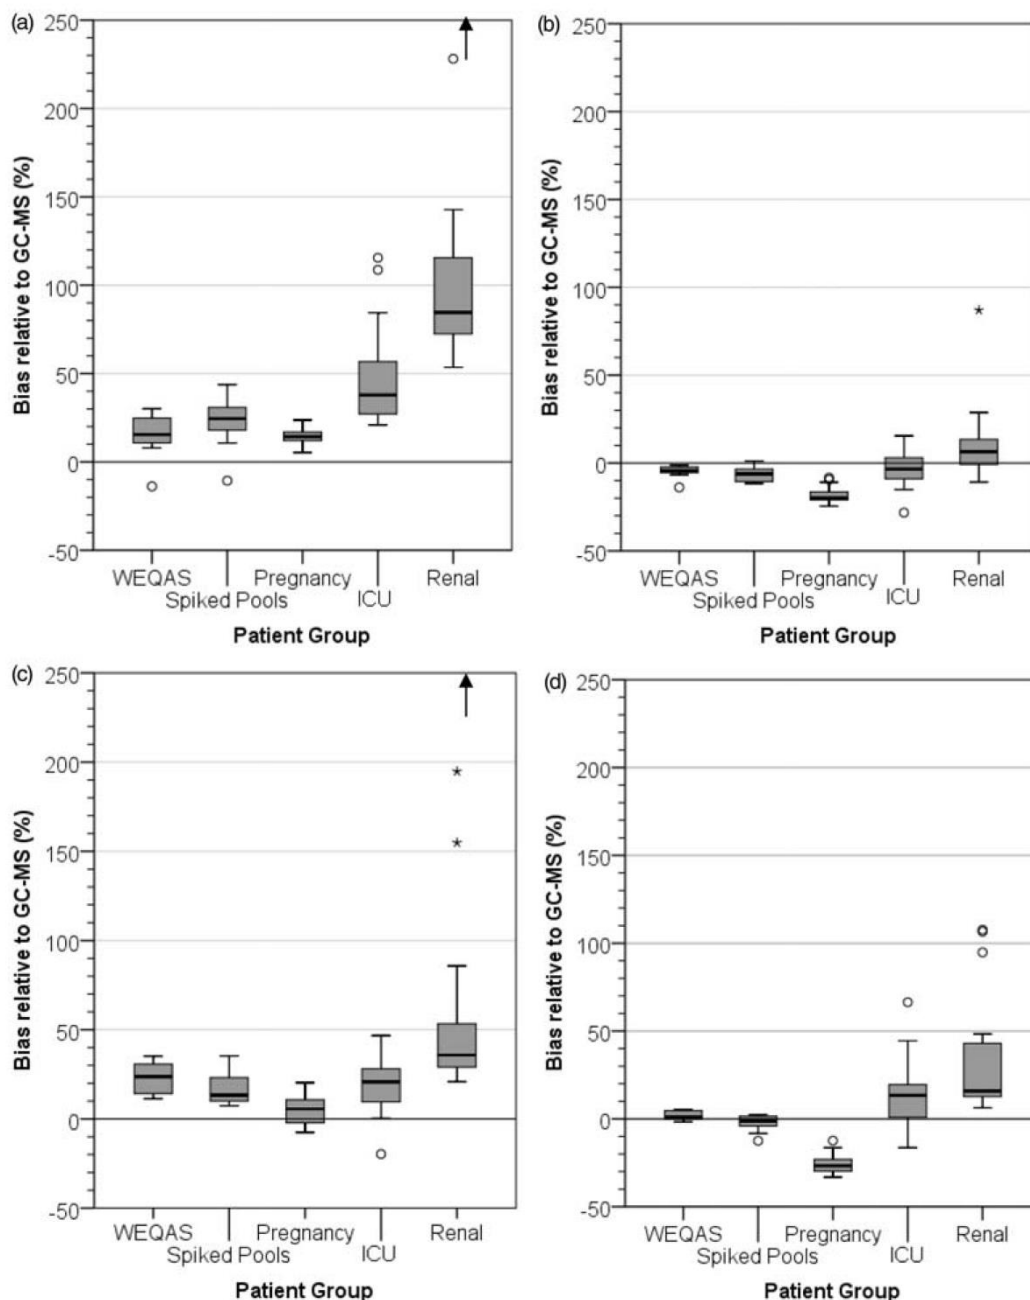 (a)
Bias relative to GC-MS (%)
250
200
150
100
50
0
-50
WEQAS
Spiked Pools
Pregnancy
ICU
Renal
Patient Group
(b)
Bias relative to GC-MS (%)
250
200
150
100
50
0
-50
WEQAS
Spiked Pools
Pregnancy
ICU
Renal
Patient Group
(c)
Bias relative to GC-MS (%)
250
200
150
100
50
0
-50
WEQAS
Spiked Pools
Pregnancy
ICU
Renal
Patient Group
(d)
Bias relative to GC-MS (%)
250
200
150
100
50
0
-50
WEQAS
Spiked Pools
Pregnancy
ICU
Renal
Patient Group